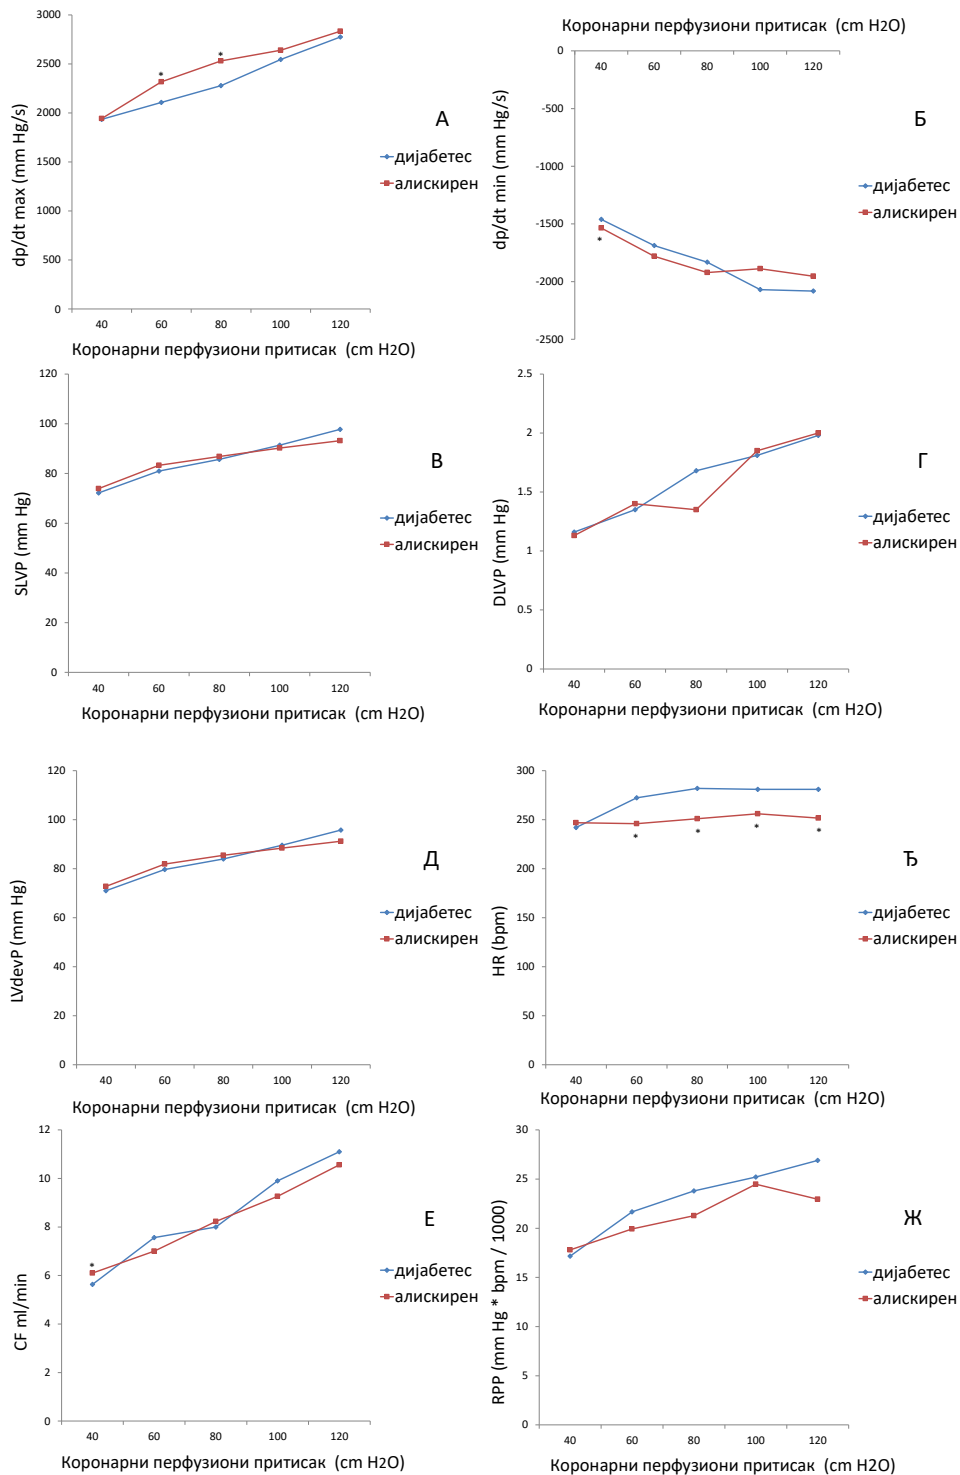 3000
2500
2000
1500
1000
500
0
dp/dt max (mm Hg/s)
*
*
А
дијабетес
алискирен
40 60 80 100 120
Коронарни перфузиони притисак (cm H2O)
Коронарни перфузиони притисак (cm H2O)
0
-500
-1000
-1500
-2000
-2500
dp/dt min (mm Hg/s)
40 60 80 100 120
*
Б
дијабетес
алискирен
120
100
80
60
40
20
0
SLVP (mm Hg)
В
дијабетес
алискирен
40 60 80 100 120
Коронарни перфузиони притисак (cm H2O)
2.5
2
1.5
1
0.5
0
DLVP (mm Hg)
Г
дијабетес
алискирен
40 60 80 100 120
Коронарни перфузиони притисак (cm H2O)
120
100
80
60
40
20
0
LVdevP (mm Hg)
Д
дијабетес
алискирен
40 60 80 100 120
Коронарни перфузиони притисак (cm H2O)
300
250
200
150
100
50
0
HR (bpm)
* * * *
Ђ
дијабетес
алискирен
40 60 80 100 120
Коронарни перфузиони притисак (cm H2O)
12
10
8
6
4
2
0
CF ml/min
*
Е
дијабетес
алискирен
40 60 80 100 120
Коронарни перфузиони притисак (cm H2O)
30
25
20
15
10
5
0
RPP (mm Hg * bpm / 1000)
Ж
дијабетес
алискирен
40 60 80 100 120
Коронарни перфузиони притисак (cm H2O)